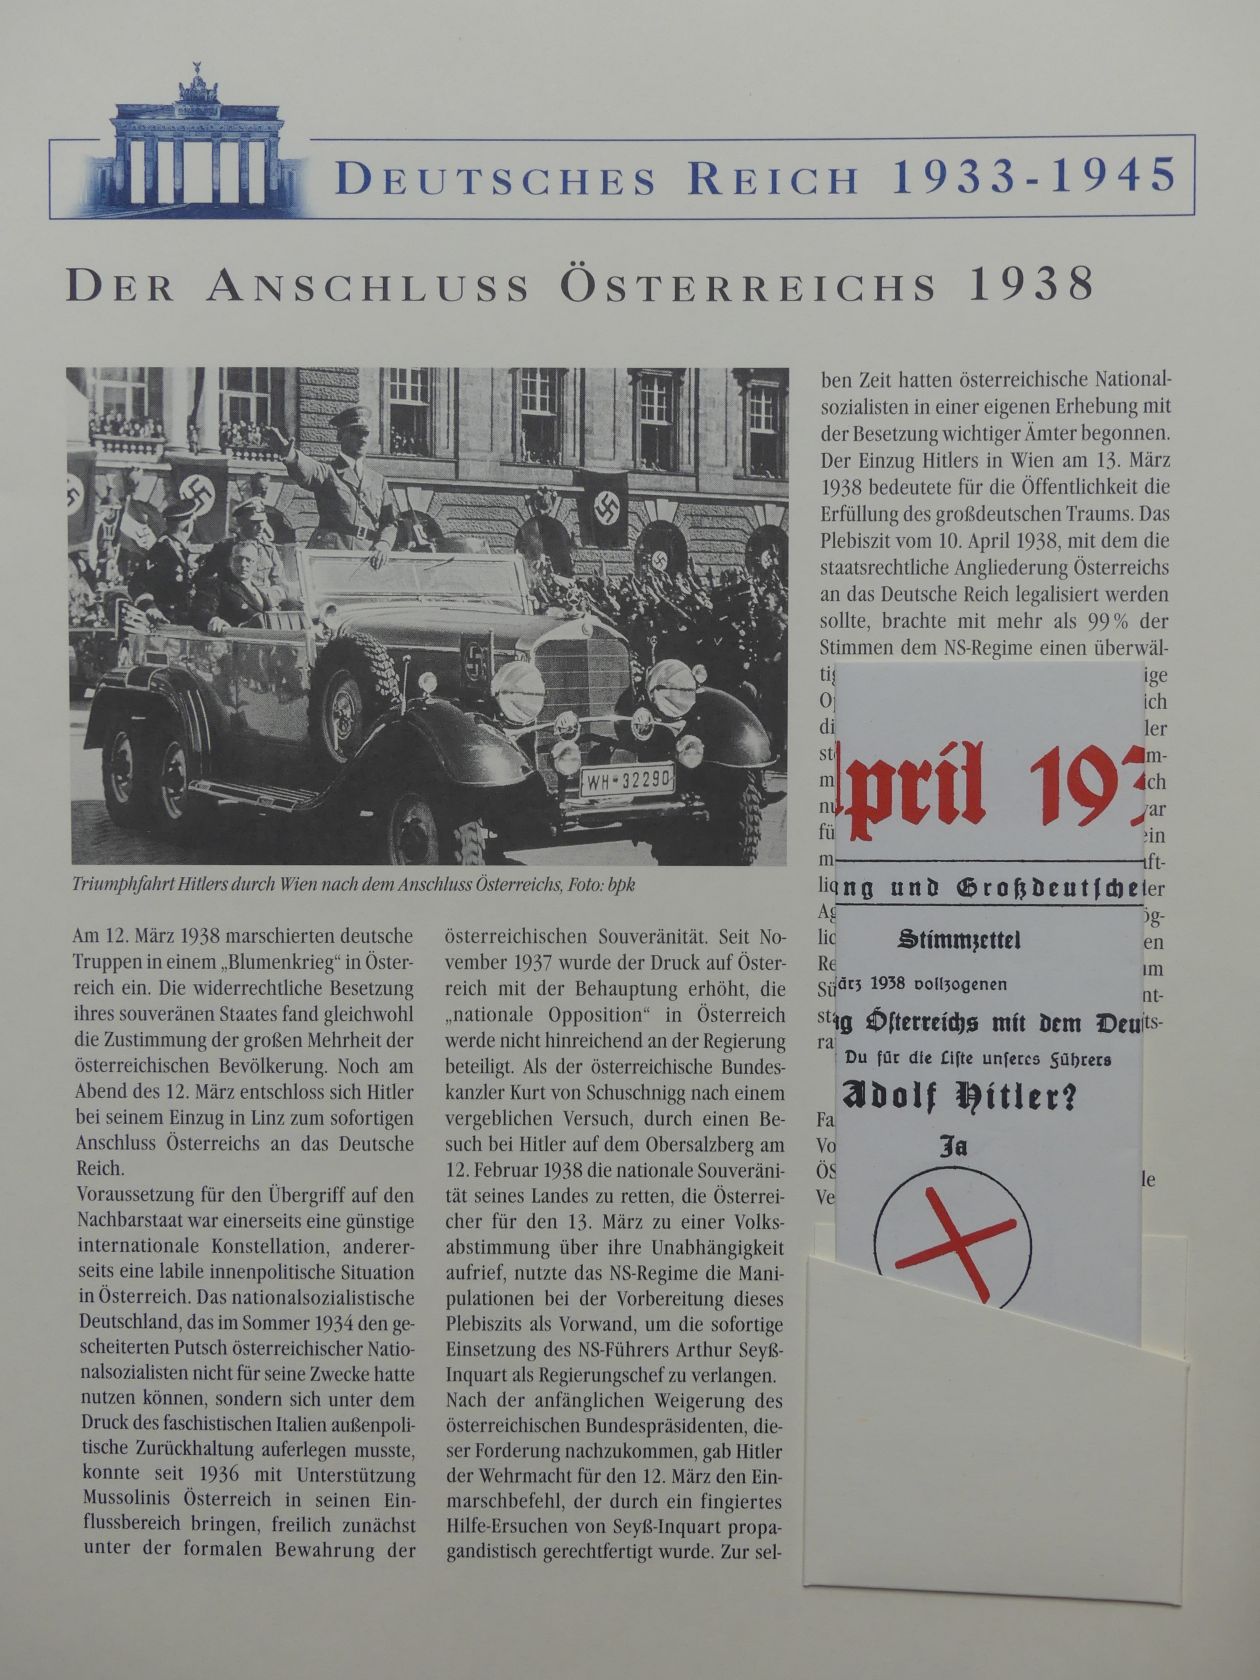 DEUTSCHES REICH 1933-1945
DER ANSCHLUSS ÖSTERREICHS 1938
WH-32290
Triumphfahrt Hitlers durch Wien nach dem Anschluss Österreichs, Foto: bpk
Am 12. März 1938 marschierten deutsche
Truppen in einem „Blumenkrieg“ in Öster-
reich ein. Die widerrechtliche Besetzung
ihres souveränen Staates fand gleichwohl
die Zustimmung der großen Mehrheit der
österreichischen Bevölkerung. Noch am
Abend des 12. März entschloss sich Hitler
bei seinem Einzug in Linz zum sofortigen
Anschluss Österreichs an das Deutsche
Reich.
Voraussetzung für den Übergriff auf den
Nachbarstaat war einerseits eine günstige
internationale Konstellation, anderer-
seits eine labile innenpolitische Situation
in Österreich. Das nationalsozialistische
Deutschland, das im Sommer 1934 den ge-
scheiterten Putsch österreichischer Natio-
nalsozialisten nicht für seine Zwecke hatte
nutzen können, sondern sich unter dem
Druck des faschistischen Italien außenpoli-
tische Zurückhaltung auferlegen musste,
konnte seit 1936 mit Unterstützung
Mussolinis Österreich in seinen Ein-
flussbereich bringen, freilich zunächst
unter der formalen Bewahrung der
österreichischen Souveränität. Seit No-
vember 1937 wurde der Druck auf Öster-
reich mit der Behauptung erhöht, die
„nationale Opposition“ in Österreich
werde nicht hinreichend an der Regierung
beteiligt. Als der österreichische Bundes-
kanzler Kurt von Schuschnigg nach einem
vergeblichen Versuch, durch einen Be-
such bei Hitler auf dem Obersalzberg am
12. Februar 1938 die nationale Souveräni-
tät seines Landes zu retten, die Österrei-
cher für den 13. März zu einer Volks-
abstimmung über ihre Unabhängigkeit
aufrief, nutzte das NS-Regime die Mani-
pulationen bei der Vorbereitung dieses
Plebiszits als Vorwand, um die sofortige
Einsetzung des NS-Führers Arthur Seyß-
Inquart als Regierungschef zu verlangen.
Nach der anfänglichen Weigerung des
österreichischen Bundespräsidenten, die-
ser Forderung nachzukommen, gab Hitler
der Wehrmacht für den 12. März den Ein-
marschbefehl, der durch ein fingiertes
Hilfe-Ersuchen von Seyß-Inquart propa-
gandistisch gerechtfertigt wurde. Zur sel-
ben Zeit hatten österreichische National-
sozialisten in einer eigenen Erhebung mit
der Besetzung wichtiger Ämter begonnen.
Der Einzug Hitlers in Wien am 13. März
1938 bedeutete für die Öffentlichkeit die
Erfüllung des großdeutschen Traums. Das
Plebiszit vom 10. April 1938, mit dem die
staatsrechtliche Angliederung Österreichs
an das Deutsche Reich legalisiert werden
sollte, brachte mit mehr als 99 % der
Stimmen dem NS-Regime einen überwäl-
pril 193
ng und Großdeutsche
Stimmzettel
ärz 1938 vollzogenen
g Österreichs mit dem Deu
Du für die Liste unseres Führers
Adolf Hitler?
Ja